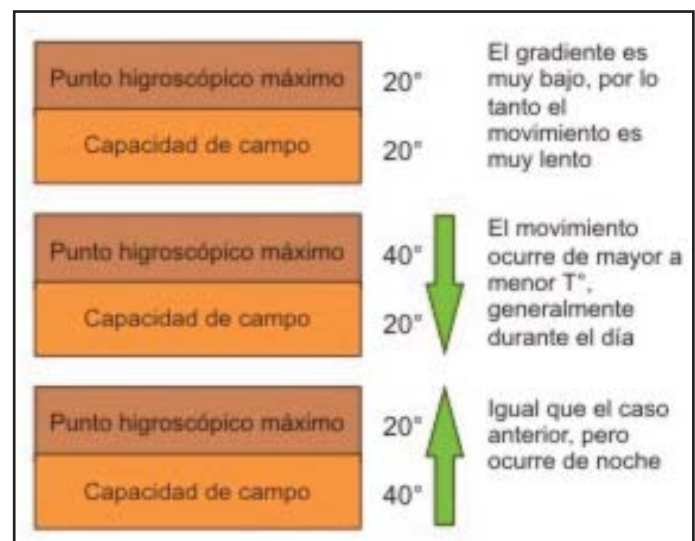 Punto higroscópico máximo 20°
Capacidad de campo 20°
El gradiente es
muy bajo, por lo
tanto el
movimiento es
muy lento
Punto higroscópico máximo 40°
Capacidad de campo 20°
El movimiento
ocurre de mayor a
menor T°,
generalmente
durante el día
Punto higroscópico máximo 20°
Capacidad de campo 40°
Igual que el caso
anterior, pero
ocurre de noche